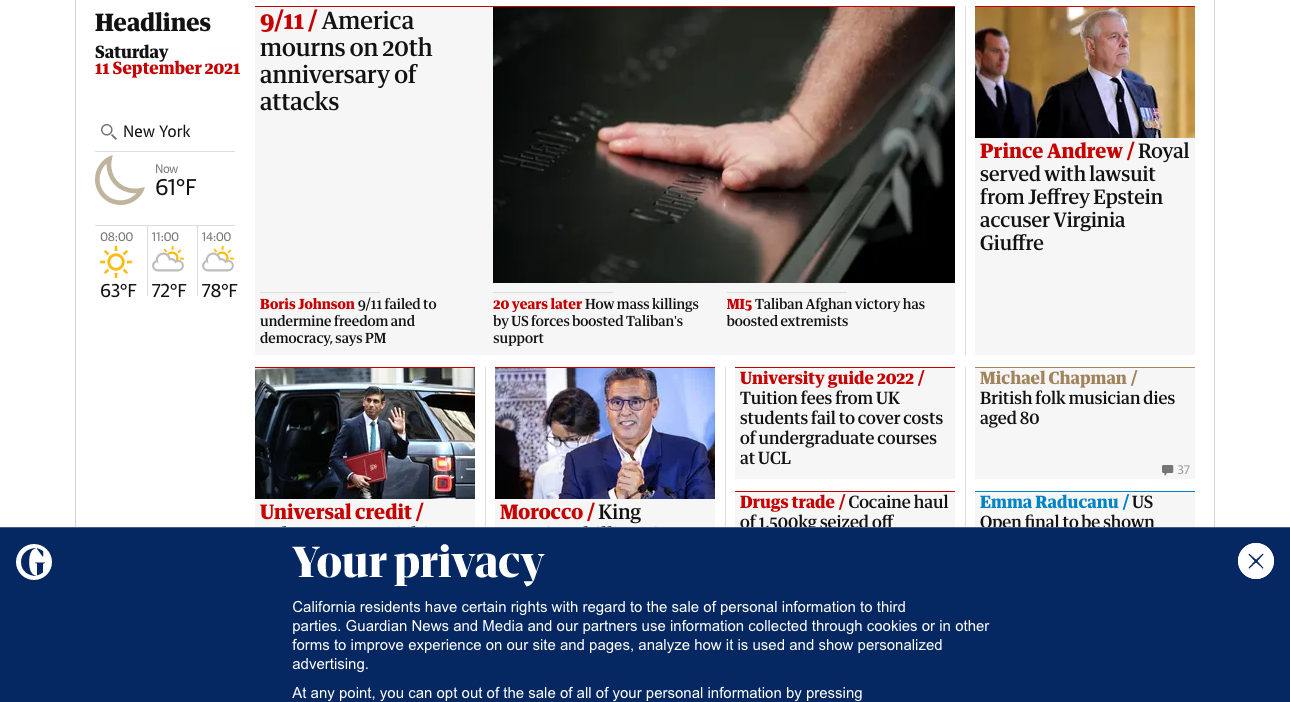 Headlines
Saturday
11 September 2021
New York
Now
61°F
08:00
63°F
11:00
72°F
14:00
78°F
9/11 / America
mourns on 20th
anniversary of
attacks
Boris Johnson 9/11 failed to
undermine freedom and
democracy, says PM
20 years later How mass killings
by US forces boosted Taliban's
support
MI5 Taliban Afghan victory has
boosted extremists
Prince Andrew / Royal
served with lawsuit
from Jeffrey Epstein
accuser Virginia
Giuffre
Universal credit /
Morocco / King
University guide 2022 /
Tuition fees from UK
students fail to cover costs
of undergraduate courses
at UCL
Michael Chapman /
British folk musician dies
aged 80
37
Drugs trade / Cocaine haul
of 1,500kg seized off
Emma Raducanu / US
Open final to be shown
Your privacy
California residents have certain rights with regard to the sale of personal information to third
parties. Guardian News and Media and our partners use information collected through cookies or in other
forms to improve experience on our site and pages, analyze how it is used and show personalized
advertising.
At any point, you can opt out of the sale of all of your personal information by pressing